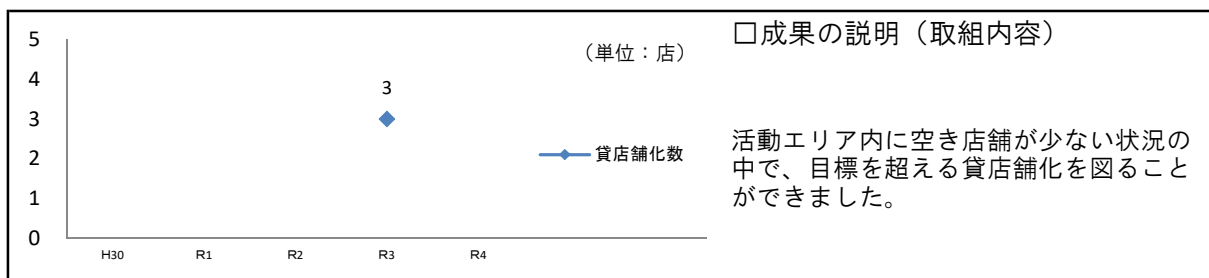 5
4
3
2
1
0
H30
R1
R2
R3
R4
3
（単位：店）
貸店舗化数
□成果の説明（取組内容）
活動エリア内に空き店舗が少ない状況の
中で、目標を超える貸店舗化を図ること
ができました。